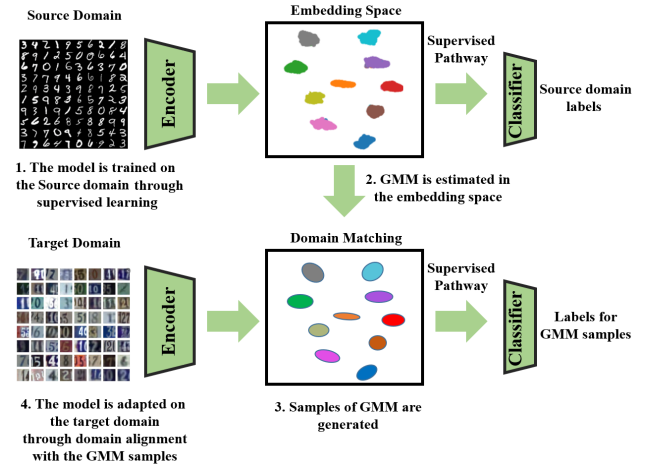 Source Domain
Embedding Space
Supervised
Pathway
Encoder
Classifier
Source domain
labels
1. The model is trained on
the Source domain through
supervised learning
2. GMM is estimated in
the embedding space
Target Domain
Domain Matching
Supervised
Pathway
Encoder
Classifier
Labels for
GMM samples
3. Samples of GMM are
generated
4. The model is adapted on
the target domain
through domain alignment
with the GMM samples